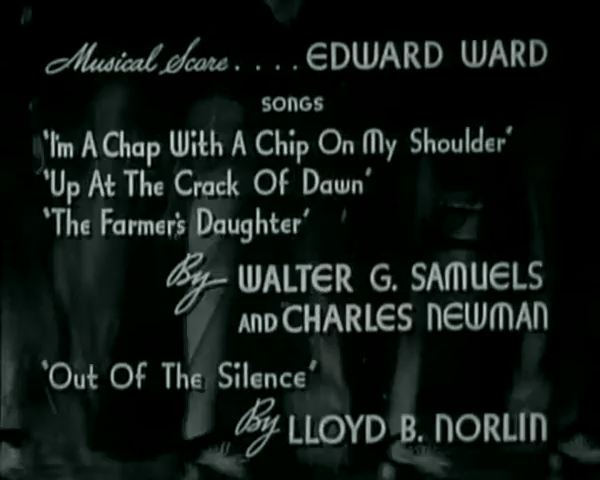 Musical Score.... EDWARD WARD
SONGS
'I'm A Chap With A Chip On My Shoulder'
'Up At The Crack Of Dawn'
'The Farmer's Daughter'
By WALTER G. SAMUELS
AND CHARLES NEWMAN
'Out Of The Silence'
By LLOYD B. NORLIN